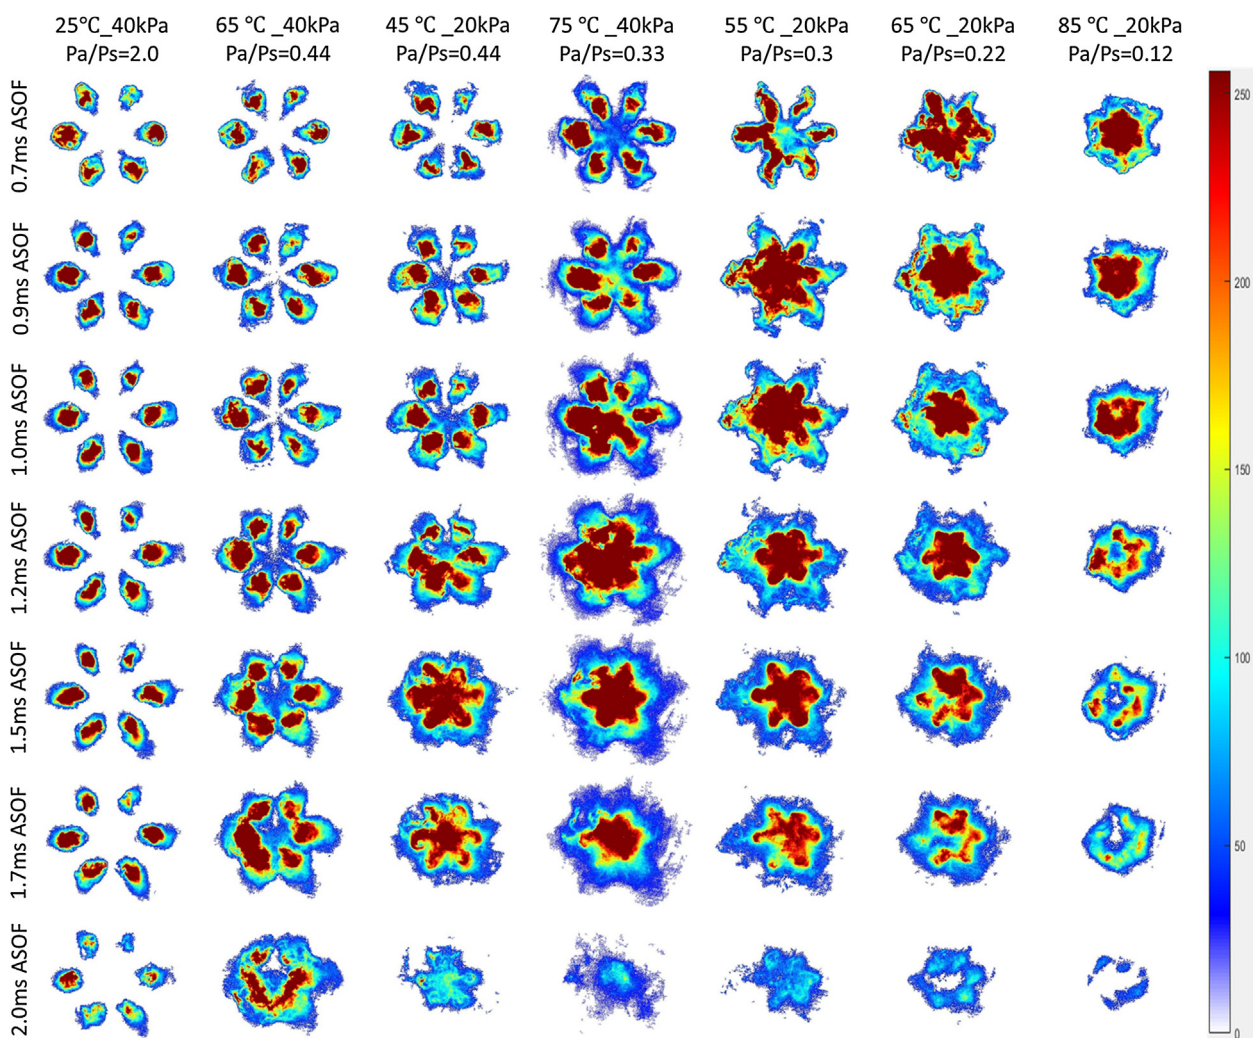 25°C_40kPa
Pa/Ps=2.0
65 °C _40kPa
Pa/Ps=0.44
45 °C _20kPa
Pa/Ps=0.44
75 °C _40kPa
Pa/Ps=0.33
55 °C _20kPa
Pa/Ps=0.3
65 °C _20kPa
Pa/Ps=0.22
85 °C _20kPa
Pa/Ps=0.12
0.7ms ASOF
0.9ms ASOF
1.0ms ASOF
1.2ms ASOF
1.5ms ASOF
1.7ms ASOF
2.0ms ASOF
250
200
150
100
50
0